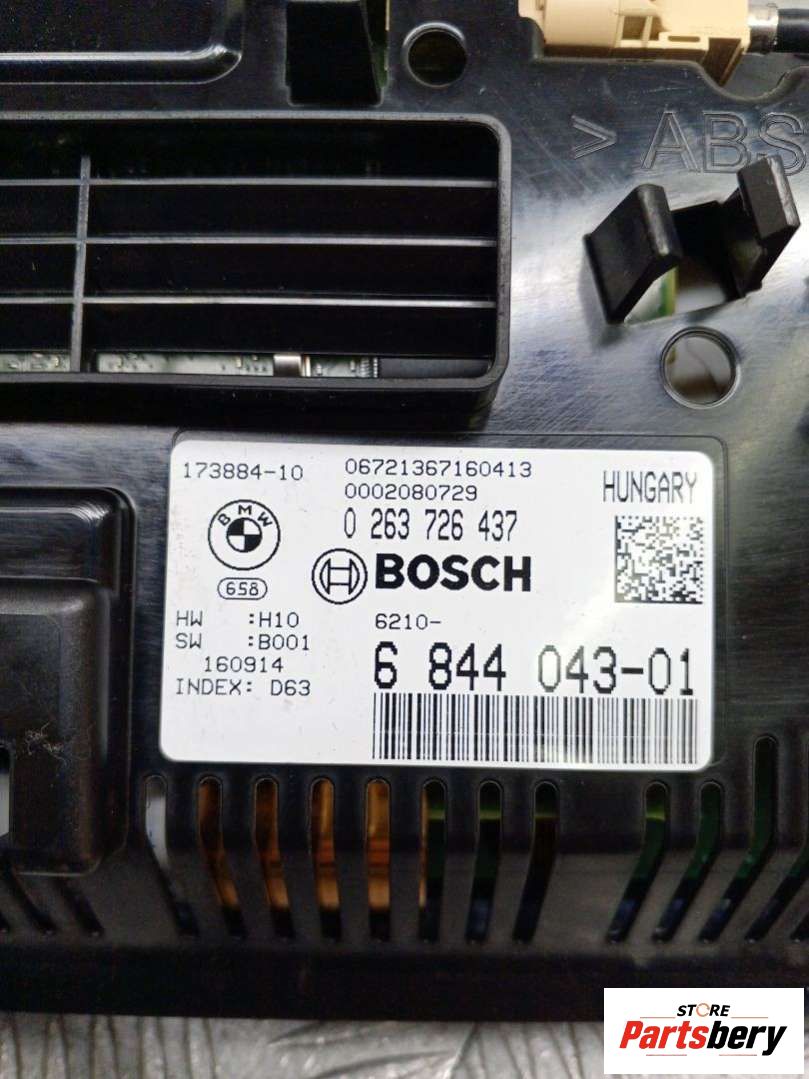 > ABS
173884-10
06721367160413
0002080729
HUNGARY
0 263 726 437
BMW
658
BOSCH
HW :H10
SW :B001
160914
INDEX: D63
6210-
6 844 043-01
STORE
Partsbery